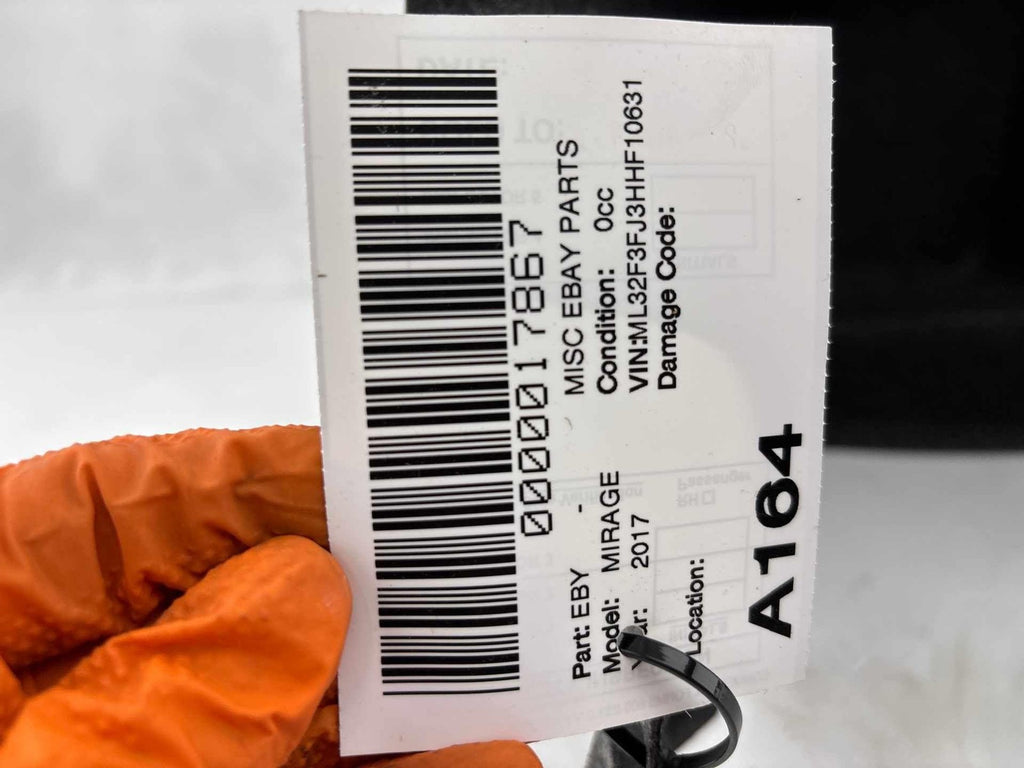 0000017867
Part: EBY - MISC EBAY PARTS
Model: MIRAGE Condition: 0cc
2017 VIN:ML32F3FJ3HHF10631
Damage Code:
Location:
A164